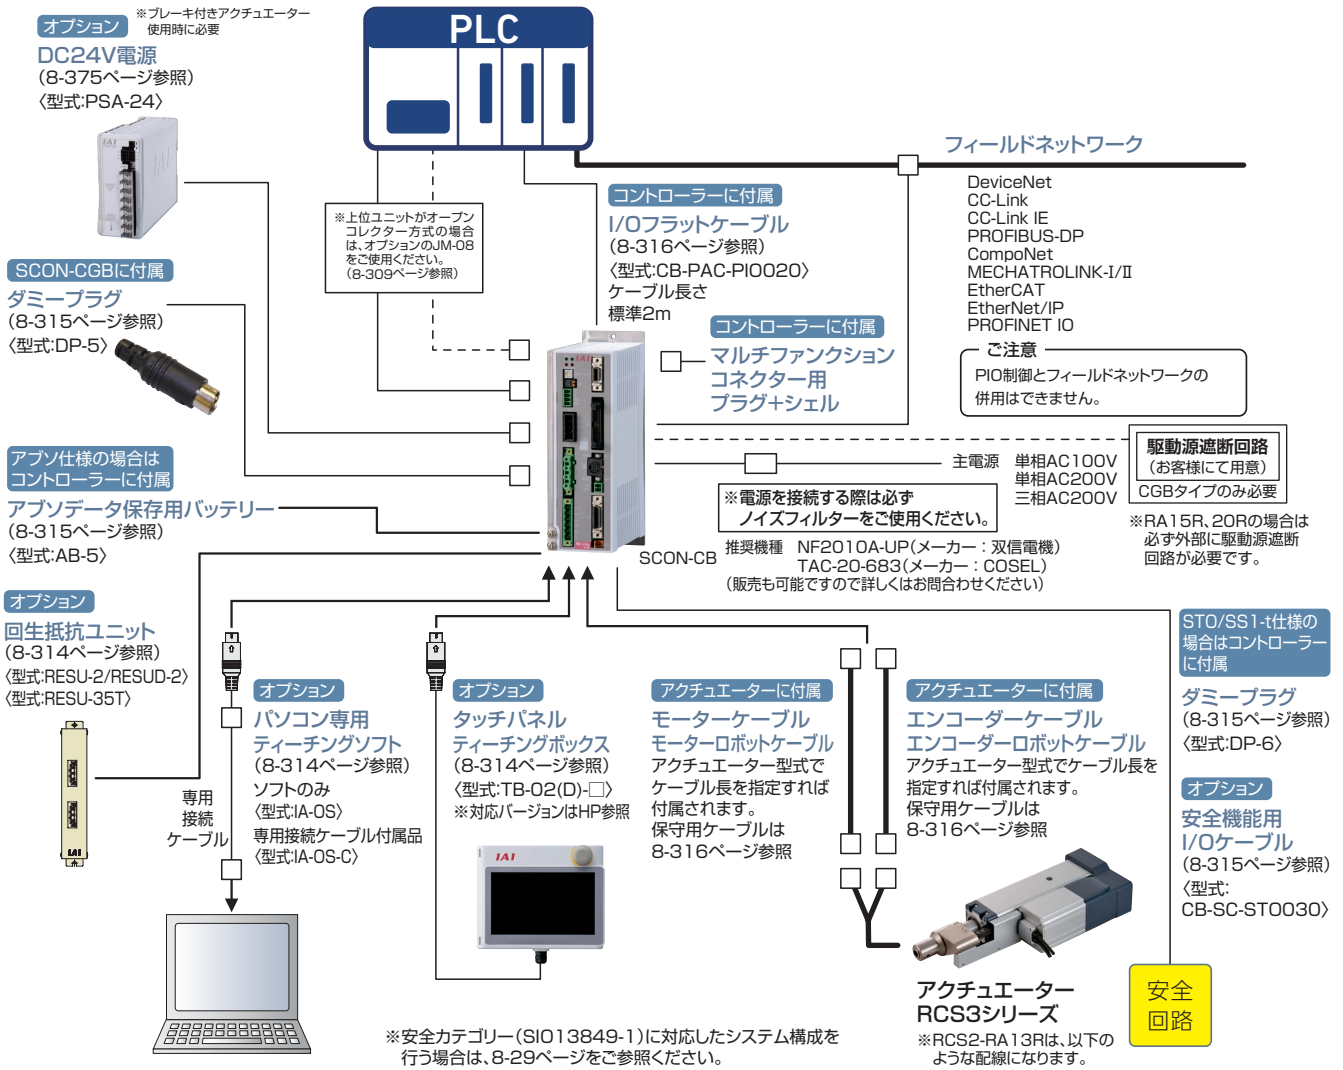 オプション
※ブレーキ付きアクチュエーター
使用時に必要
DC24V電源
(8-375ページ参照)
〈型式:PSA-24〉
PLC
フィールドネットワーク
DeviceNet
CC-Link
CC-Link IE
PROFIBUS-DP
CompoNet
MECHATROLINK-I/II
EtherCAT
EtherNet/IP
PROFINET IO
ご注意
PIO制御とフィールドネットワークの
併用はできません。
※上位ユニットがオープン
コレクター方式の場合
は、オプションのJM-08
をご使用ください。
(8-309ページ参照)
コントローラーに付属
I/Oフラットケーブル
(8-316ページ参照)
〈型式:CB-PAC-PIO020〉
ケーブル長さ
標準2m
コントローラーに付属
マルチファンクション
コネクター用
プラグ+シェル
SCON-CGBに付属
ダミープラグ
(8-315ページ参照)
〈型式:DP-5〉
アブソ仕様の場合は
コントローラーに付属
アブソデータ保存用バッテリー
(8-315ページ参照)
〈型式:AB-5〉
主電源 単相AC100V
単相AC200V
三相AC200V
駆動源遮断回路
(お客様にて用意)
CGBタイプのみ必要
※RA15R、20Rの場合は
必ず外部に駆動源遮断
回路が必要です。
※電源を接続する際は必ず
ノイズフィルターをご使用ください。
SCON-CB
推奨機種 NF2010A-UP(メーカー:双信電機)
TAC-20-683(メーカー:COSEL)
(販売も可能ですので詳しくはお問合わせください)
オプション
回生抵抗ユニット
(8-314ページ参照)
〈型式:RESU-2/RESUD-2〉
〈型式:RESU-35T〉
IAI
専用
接続
ケーブル
オプション
パソコン専用
ティーチングソフト
(8-314ページ参照)
ソフトのみ
〈型式:IA-OS〉
専用接続ケーブル付属品
〈型式:IA-OS-C〉
オプション
タッチパネル
ティーチングボックス
(8-314ページ参照)
〈型式:TB-02(D)-□〉
※対応バージョンはHP参照
IAI
アクチュエーターに付属
モーターケーブル
モーターロボットケーブル
アクチュエーター型式で
ケーブル長を指定すれば
付属されます。
保守用ケーブルは
8-316ページ参照
アクチュエーターに付属
エンコーダーケーブル
エンコーダーロボットケーブル
アクチュエーター型式でケーブル長を
指定すれば付属されます。
保守用ケーブルは
8-316ページ参照
STO/SS1-t仕様の
場合はコントローラー
に付属
ダミープラグ
(8-315ページ参照)
〈型式:DP-6〉
オプション
安全機能用
I/Oケーブル
(8-315ページ参照)
〈型式:
CB-SC-STO030〉
アクチュエーター
RCS3シリーズ
※RCS2-RA13Rは、以下の
ような配線になります。
安全
回路
※安全カテゴリー(SIO13849-1)に対応したシステム構成を
行う場合は、8-29ページをご参照ください。